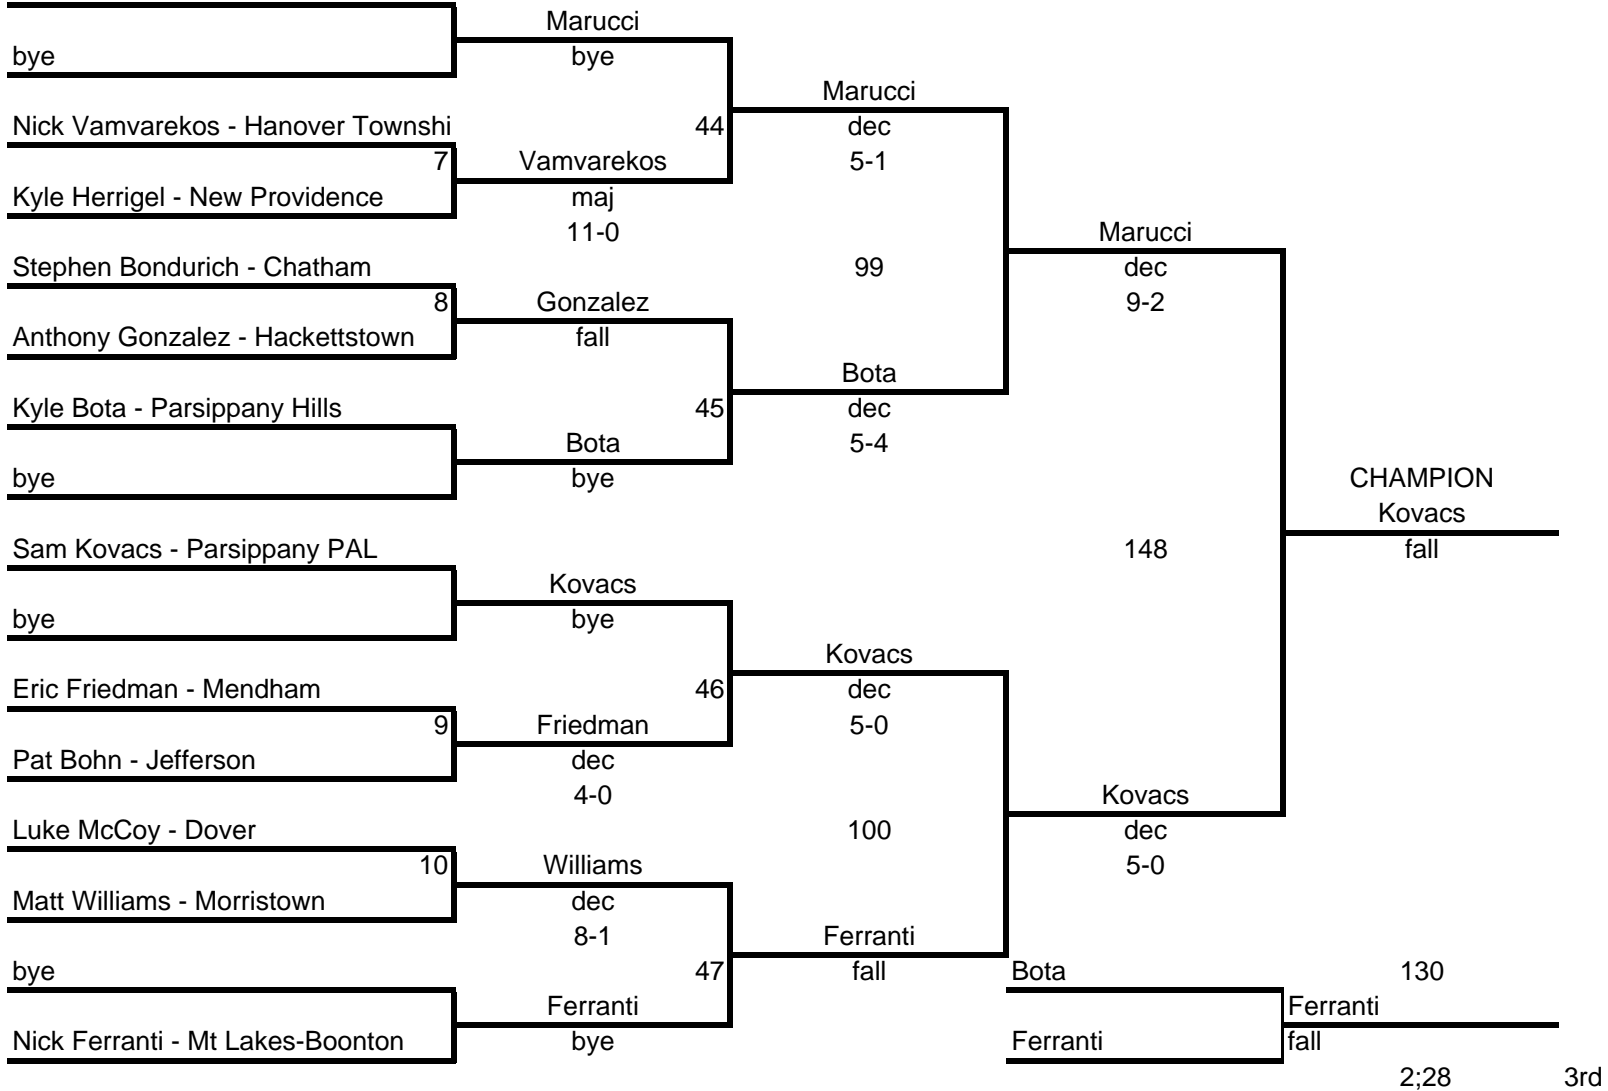 Marucci
bye
bye
Marucci
Nick Vamvarekos - Hanover Townshi
44
dec
7
Vamvarekos
5-1
Kyle Herrigel - New Providence
maj
11-0
Marucci
Stephen Bondurich - Chatham
99
dec
8
Gonzalez
9-2
Anthony Gonzalez - Hackettstown
fall
Bota
Kyle Bota - Parsippany Hills
45
dec
Bota
5-4
bye
bye
CHAMPION
Kovacs
Sam Kovacs - Parsippany PAL
148
fall
Kovacs
bye
bye
Kovacs
Eric Friedman - Mendham
46
dec
9
Friedman
5-0
Pat Bohn - Jefferson
dec
4-0
Kovacs
Luke McCoy - Dover
100
dec
10
Williams
5-0
Matt Williams - Morristown
dec
8-1
Ferranti
bye
47
fall
Bota
130
Ferranti
Ferranti
Nick Ferranti - Mt Lakes-Boonton
bye
Ferranti
fall
2;28
3rd